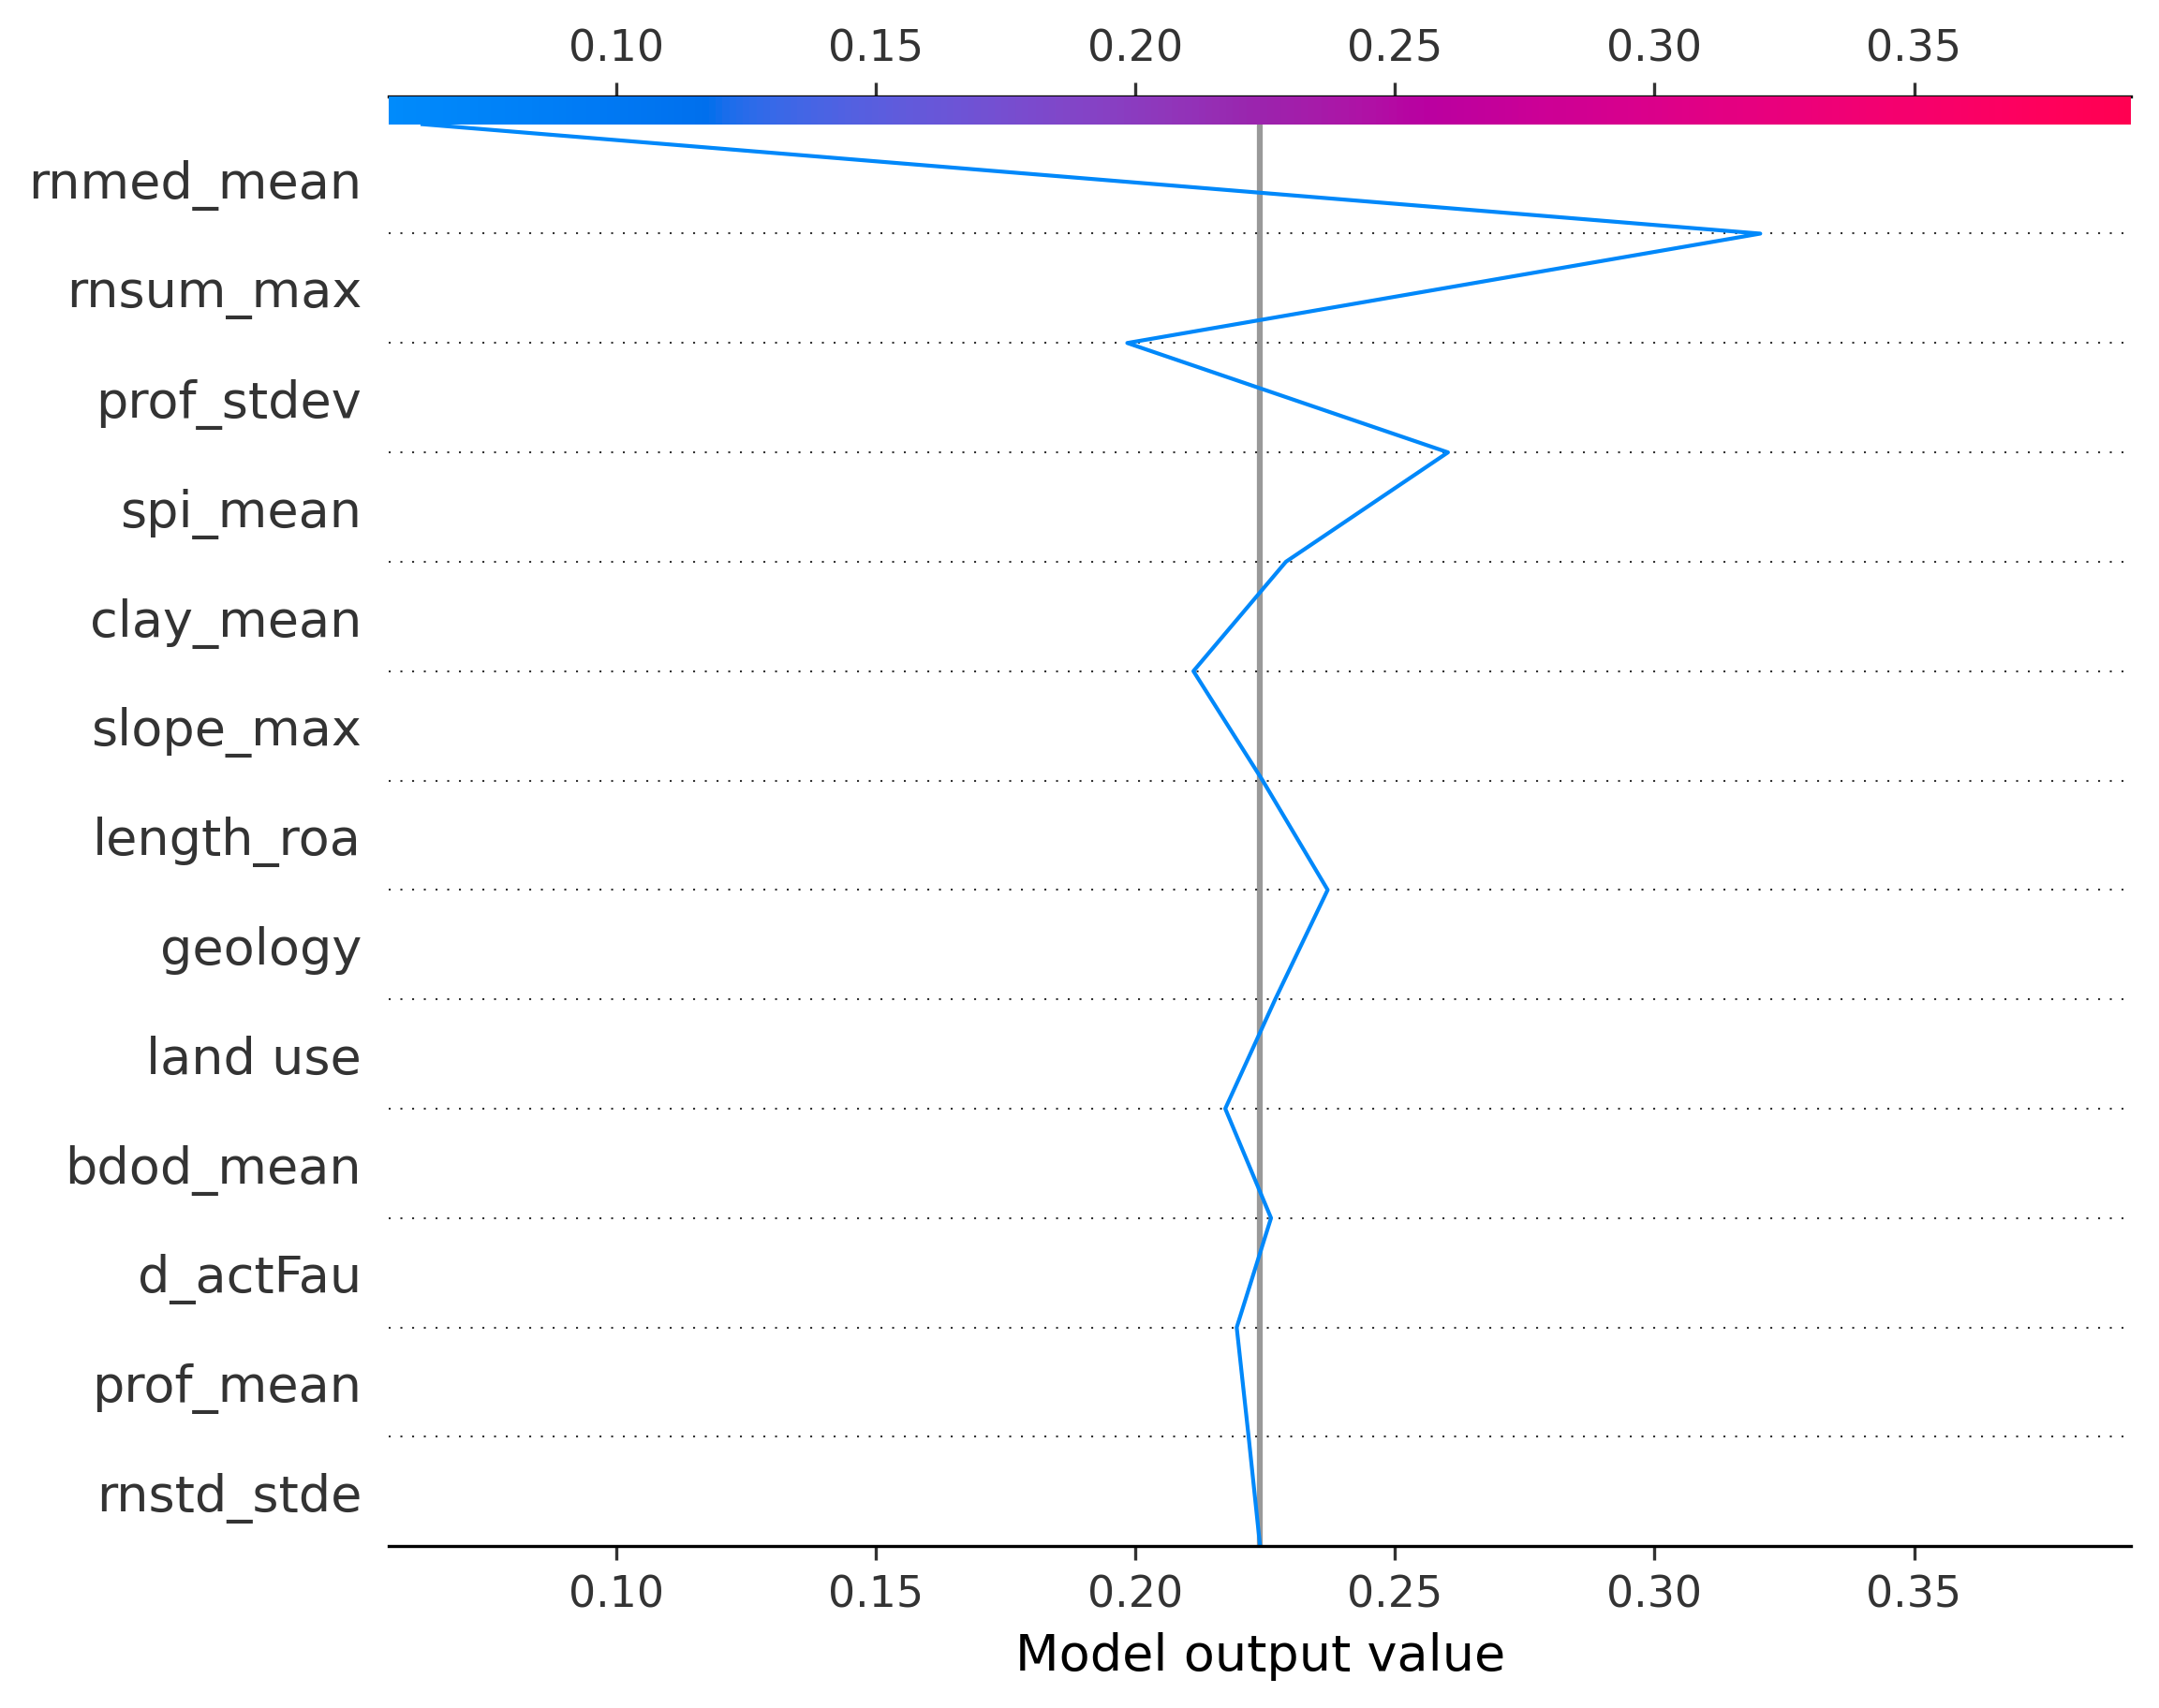 0.10 0.15 0.20 0.25 0.30 0.35
rnmed_mean
rnsum_max
prof_stdev
spi_mean
clay_mean
slope_max
length_roa
geology
land use
bdod_mean
d_actFau
prof_mean
rnstd_stde
0.10 0.15 0.20 0.25 0.30 0.35
Model output value